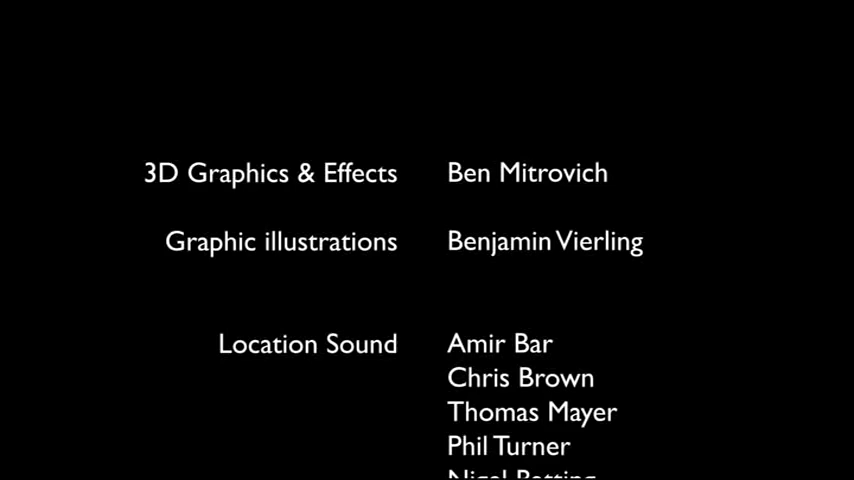 3D Graphics & Effects Ben Mitrovich
Graphic illustrations Benjamin Vierling
Location Sound Amir Bar
Chris Brown
Thomas Mayer
Phil Turner